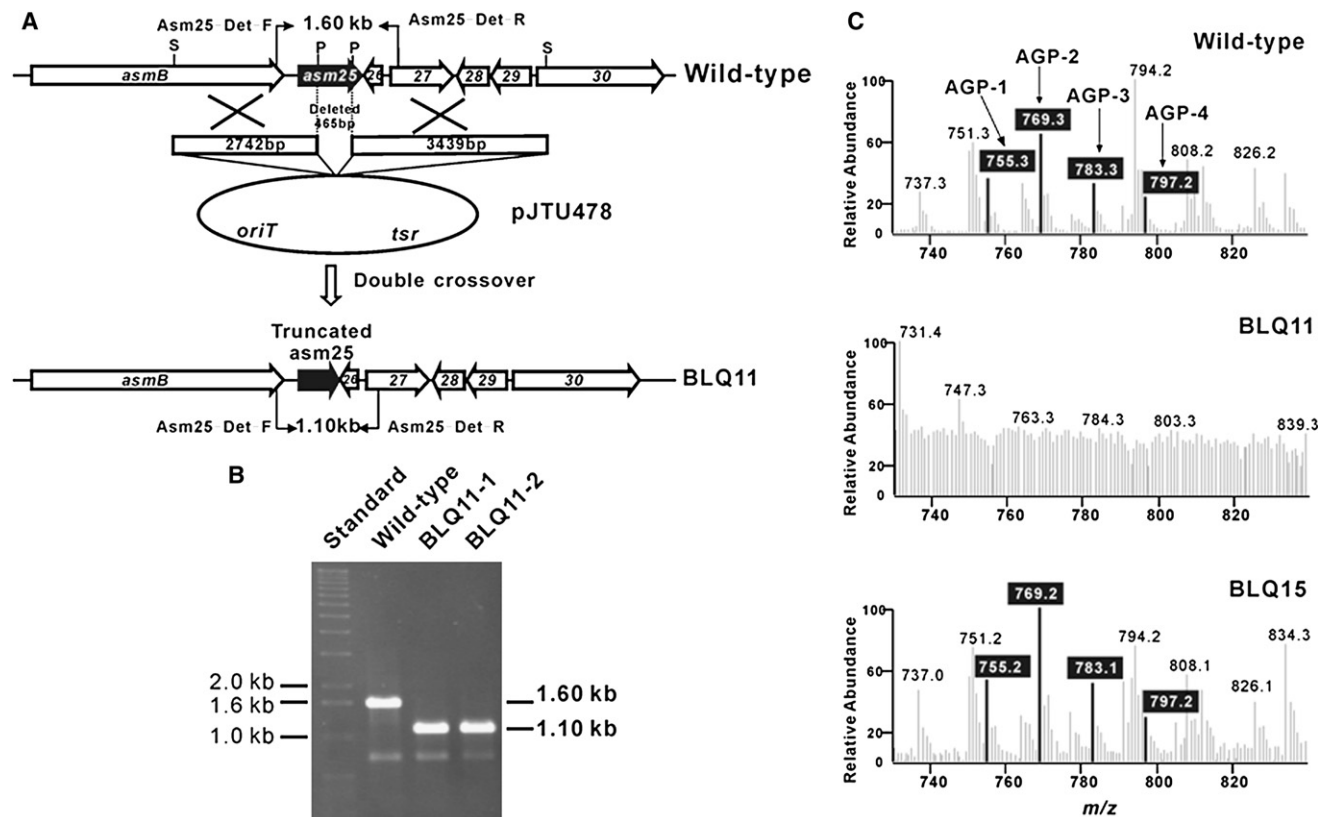 A
Asm25-Det-F
1.60 kb
Asm25-Det-R
S
P
P
S
asmB
asm25
26
27
28
29
30
Wild-type
Deleted
465bp
2742bp
3439bp
oriT
tsr
pJTU478
Double crossover
Truncated
asm25
asmB
26
27
28
29
30
BLQ11
Asm25-Det-F
1.10kb
Asm25-Det-R
B
Standard
Wild-type
BLQ11-1
BLQ11-2
2.0 kb
1.6 kb
1.0 kb
1.60 kb
1.10 kb
C
Wild-type
Relative Abundance
100
60
20
0
737.3
751.3
AGP-1
755.3
AGP-2
769.3
AGP-3
783.3
794.2
AGP-4
797.2
808.2
826.2
740
760
780
800
820
BLQ11
Relative Abundance
100
60
20
0
731.4
747.3
763.3
784.3
803.3
839.3
740
760
780
800
820
BLQ15
Relative Abundance
100
60
20
0
737.0
751.2
755.2
769.2
783.1
794.2
797.2
808.1
826.1
834.3
740
760
780
800
820
m/z